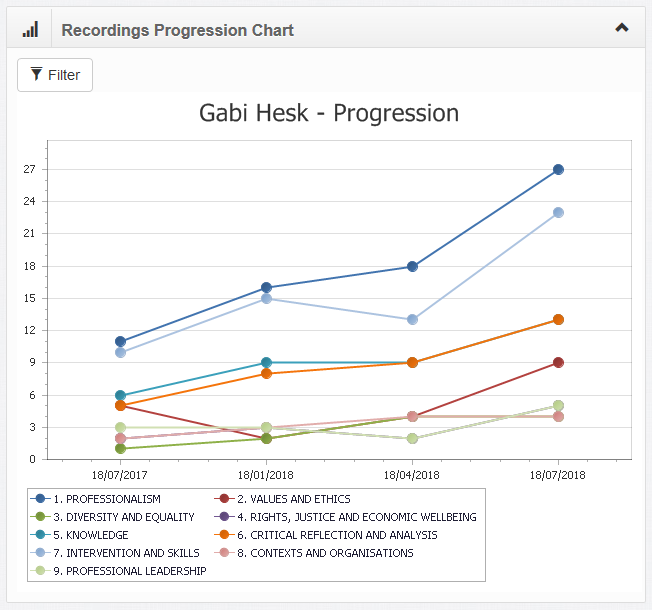 Recordings Progression Chart
Filter
Gabi Hesk - Progression
27
24
21
18
15
12
9
6
3
0
18/07/2017 18/01/2018 18/04/2018 18/07/2018
1. PROFESSIONALISM 2. VALUES AND ETHICS
3. DIVERSITY AND EQUALITY 4. RIGHTS, JUSTICE AND ECONOMIC WELLBEING
5. KNOWLEDGE 6. CRITICAL REFLECTION AND ANALYSIS
7. INTERVENTION AND SKILLS 8. CONTEXTS AND ORGANISATIONS
9. PROFESSIONAL LEADERSHIP